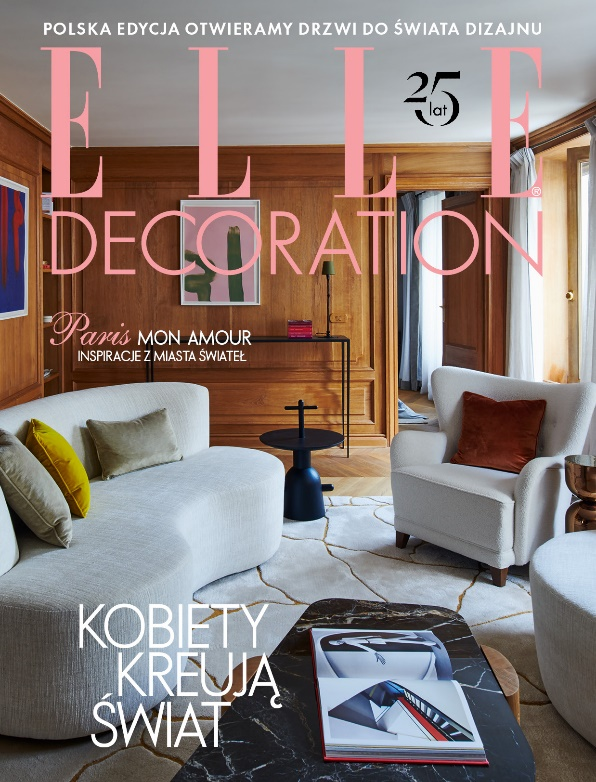 POLSKA EDYCJA OTWIERAMY DRZWI DO ŚWIATA DIZAJNU
ELLE®
25
lat
DECORATION
Paris MON AMOUR
INSPIRACJE Z MIASTA ŚWIATEŁ
KOBIETY
KREUJĄ
ŚWIAT